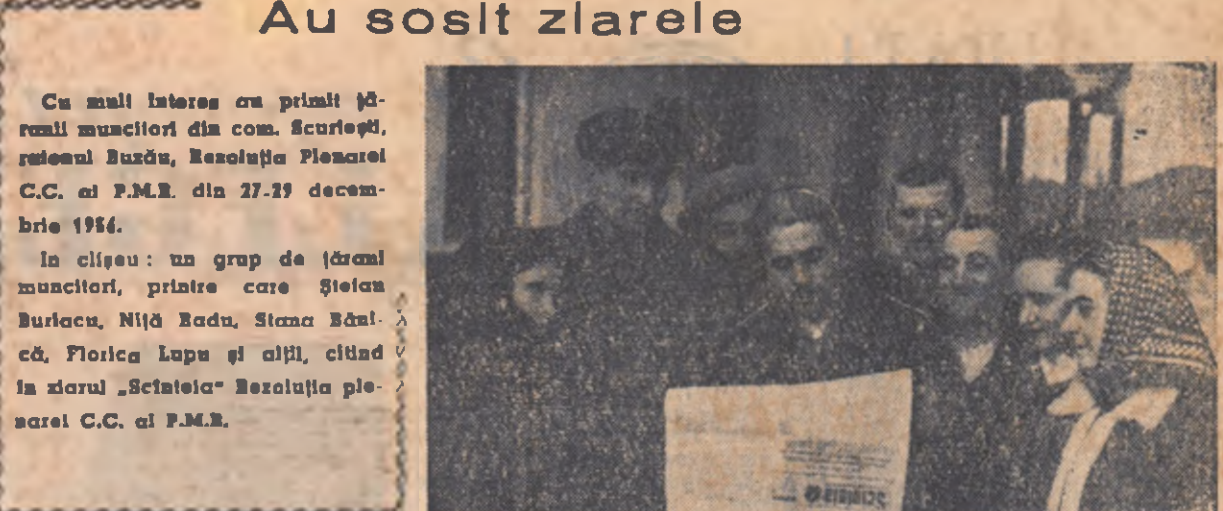 Au sosit ziarele
Cu mult interes au primit ță-
ranii muncitori din com. Scurtești,
raionul Buzău, Rezoluția Plenarei
C.C. al P.M.R. din 27-29 decem-
brie 1956.
In clișeu: un grup de țărani
muncitori, printre care Ștefan
Burlacu, Niță Radu, Stana Băni-
că, Florica Lupu și alții, citind
în ziarul „Scînteia" Rezoluția ple-
narei C.C. al P.M.R.
Scînteia